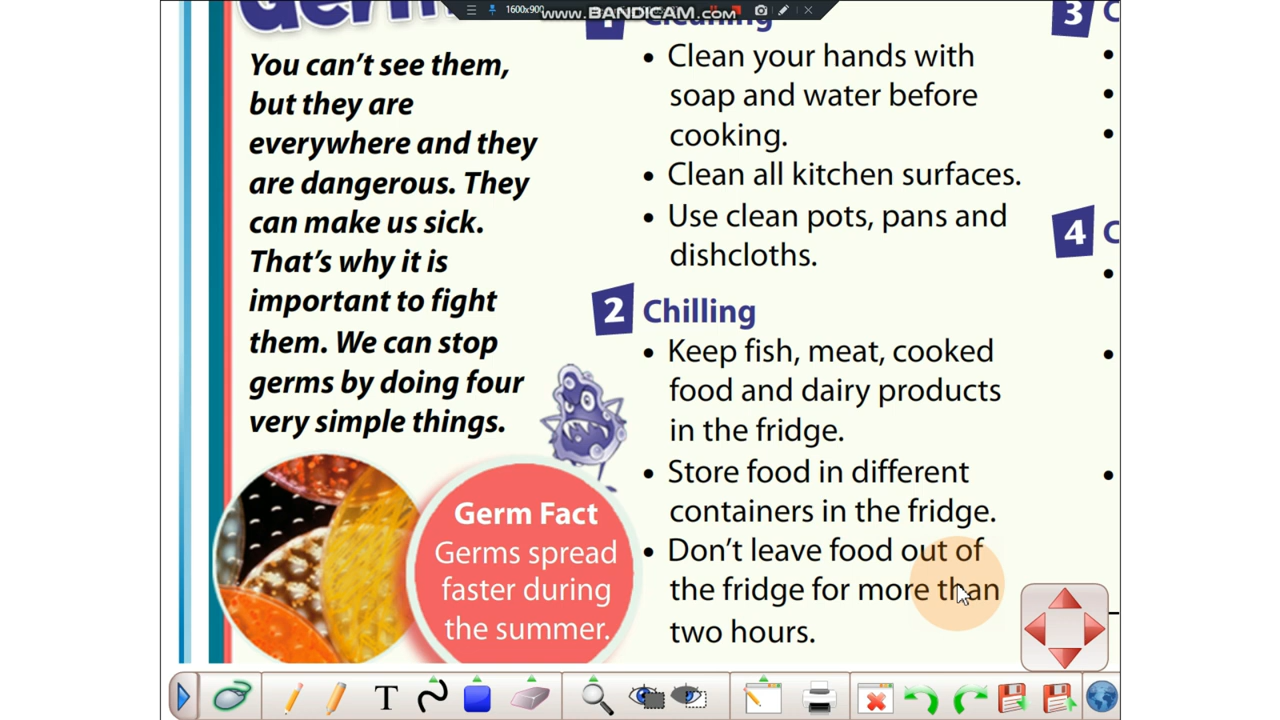 Germ
1600x900
www.BANDICAM.com
You can't see them,
but they are
everywhere and they
are dangerous. They
can make us sick.
That's why it is
important to fight
them. We can stop
germs by doing four
very simple things.
Germ Fact
Germs spread
faster during
the summer.
1 Cleaning
• Clean your hands with
soap and water before
cooking.
• Clean all kitchen surfaces.
• Use clean pots, pans and
dishcloths.
2 Chilling
• Keep fish, meat, cooked
food and dairy products
in the fridge.
• Store food in different
containers in the fridge.
• Don't leave food out of
the fridge for more than
two hours.
3 C
4 C
T